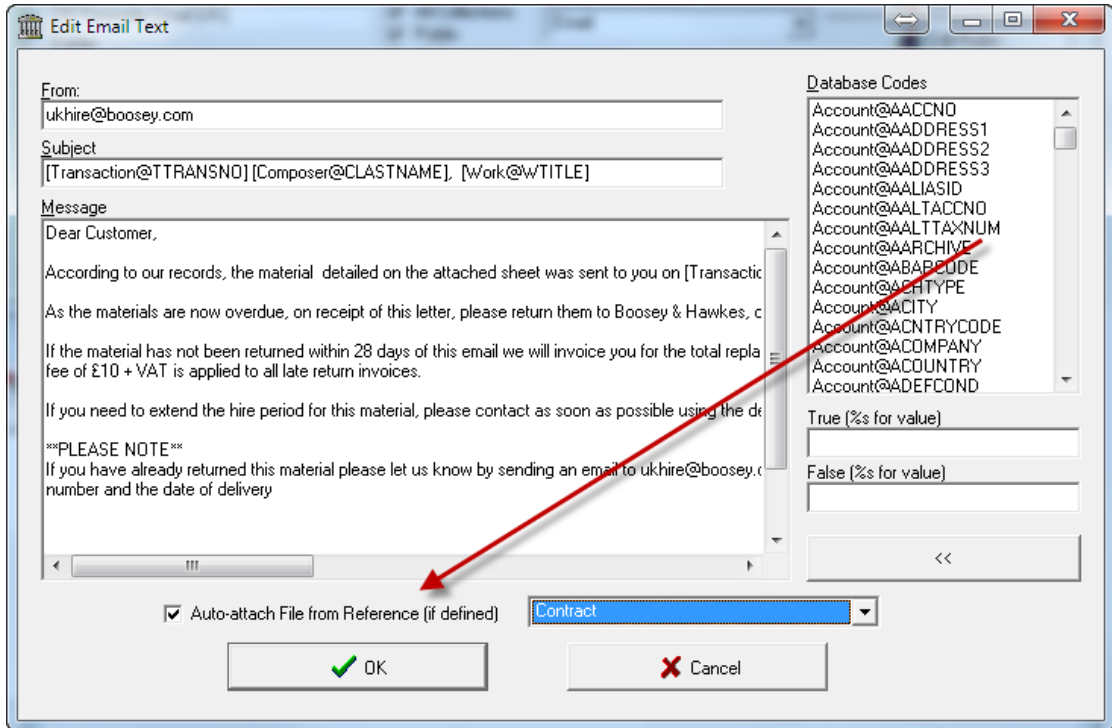 Edit Email Text
From:
ukhire@boosey.com
Subject
[Transaction@TTRANSNO] [Composer@CLASTNAME], [Work@WTITLE]
Message
Dear Customer,
According to our records, the material detailed on the attached sheet was sent to you on [Transactic
As the materials are now overdue, on receipt of this letter, please return them to Boosey & Hawkes, c
If the material has not been returned within 28 days of this email we will invoice you for the total repla
fee of £10 + VAT is applied to all late return invoices.
If you need to extend the hire period for this material, please contact as soon as possible using the de
**PLEASE NOTE**
If you have already returned this material please let us know by sending an email to ukhire@boosey.c
number and the date of delivery
Database Codes
Account@AACCNO
Account@AADDRESS1
Account@AADDRESS2
Account@AADDRESS3
Account@AALIASID
Account@AALTACCNO
Account@AALTTAXNUM
Account@AARCHIVE
Account@ABARCODE
Account@ACHTYPE
Account@ACITY
Account@ACNTRYCODE
Account@ACOMPANY
Account@ACOUNTRY
Account@ADEFCOND
True (%s for value)
False (%s for value)
<<
Auto-attach File from Reference (if defined)
Contract
OK
Cancel